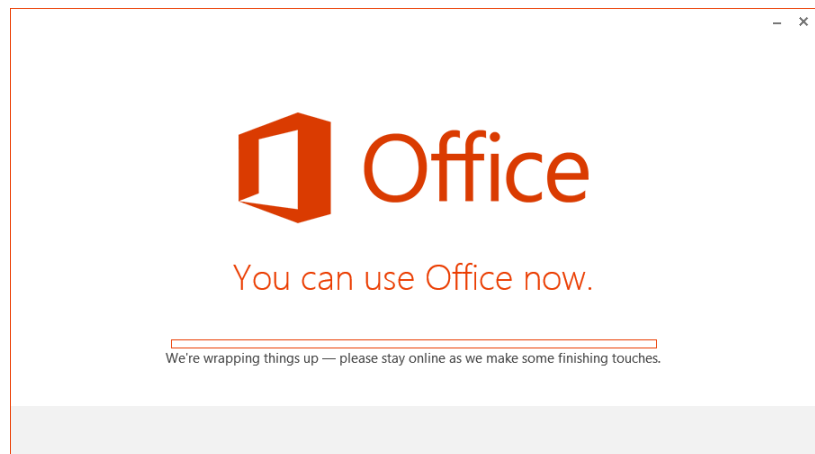 Office
You can use Office now.
We're wrapping things up — please stay online as we make some finishing touches.